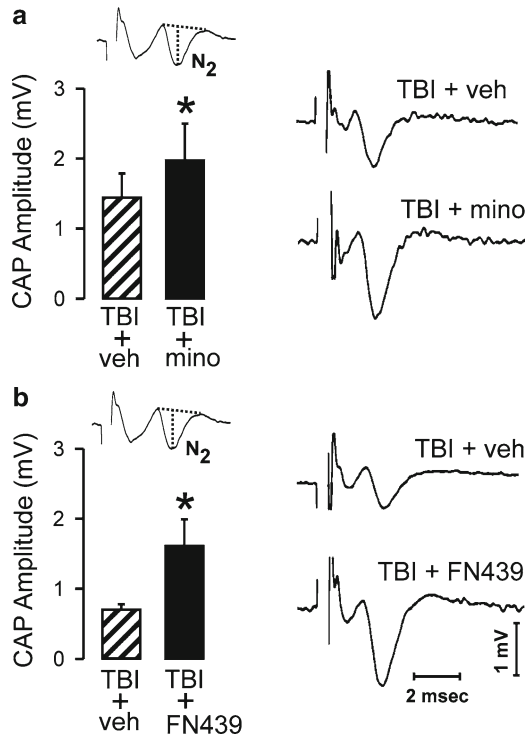 a
N2
CAP Amplitude (mV)
3
2
1
0
*
TBI
+
veh
TBI
+
mino
TBI + veh
TBI + mino
b
N2
CAP Amplitude (mV)
3
2
1
0
*
TBI
+
veh
TBI
+
FN439
TBI + veh
TBI + FN439
1 mV
2 msec